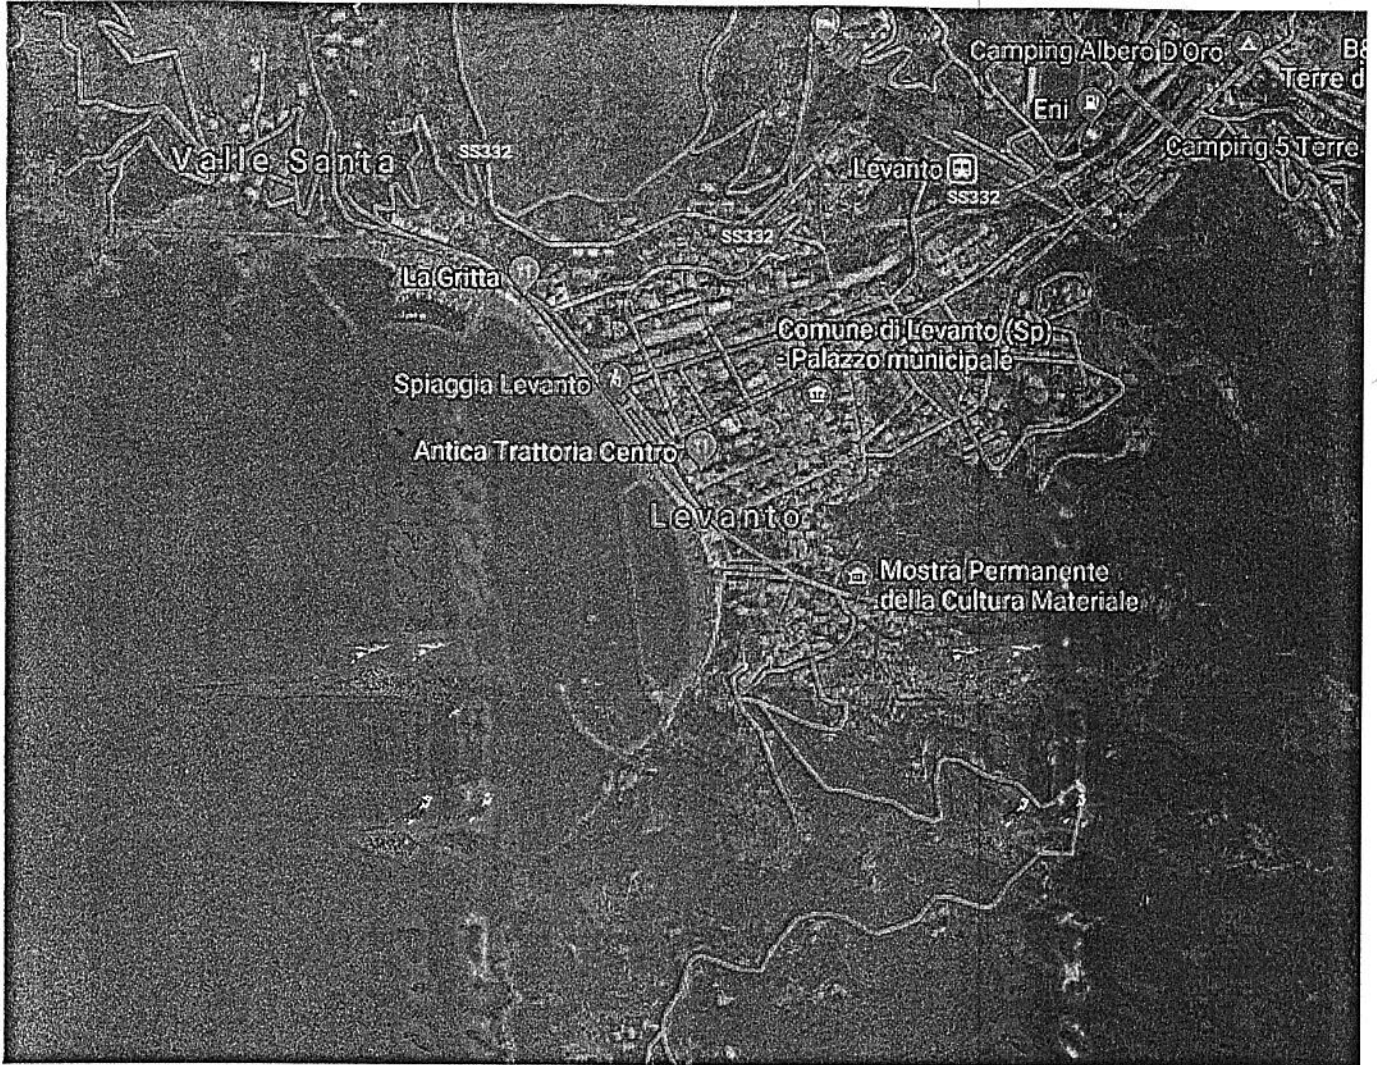 Camping Albero D'Oro
B&
Terre d
Eni
Camping 5 Terre
Valle Santa
SS332
Levanto
SS332
SS332
La Gritta
Comune di Levanto (Sp)
- Palazzo municipale
Spiaggia Levanto
Antica Trattoria Centro
Levanto
Mostra Permanente
della Cultura Materiale